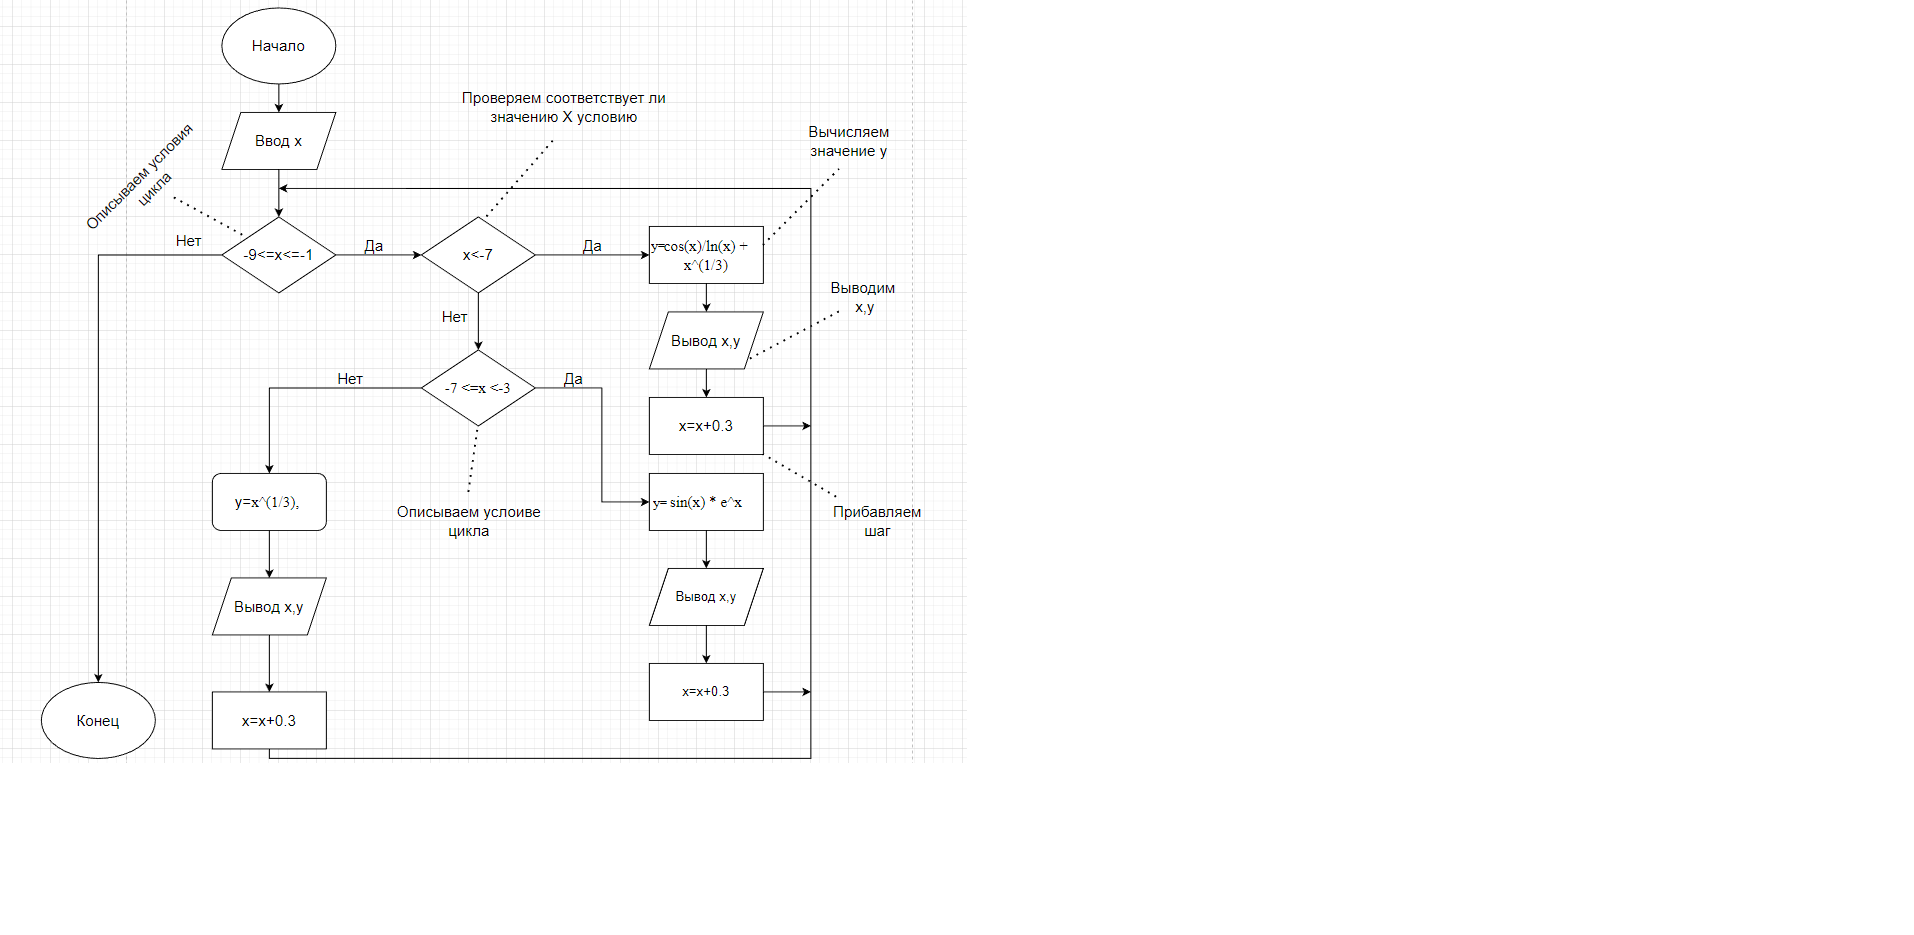 Начало
Ввод x
Описываем условия
цикла
Проверяем соответствует ли
значению X условию
Вычисляем
значение y
Нет
-9<=x<=-1
Да
x<-7
Да
y=cos(x)/ln(x) +
x^(1/3)
Выводим
x,y
Нет
Вывод x,y
Нет
-7 <=x <-3
Да
x=x+0.3
y=x^(1/3),
Описываем услоиве
цикла
y= sin(x) * e^x
Прибавляем
шаг
Вывод x,y
Вывод x,y
Конец
x=x+0.3
x=x+0.3